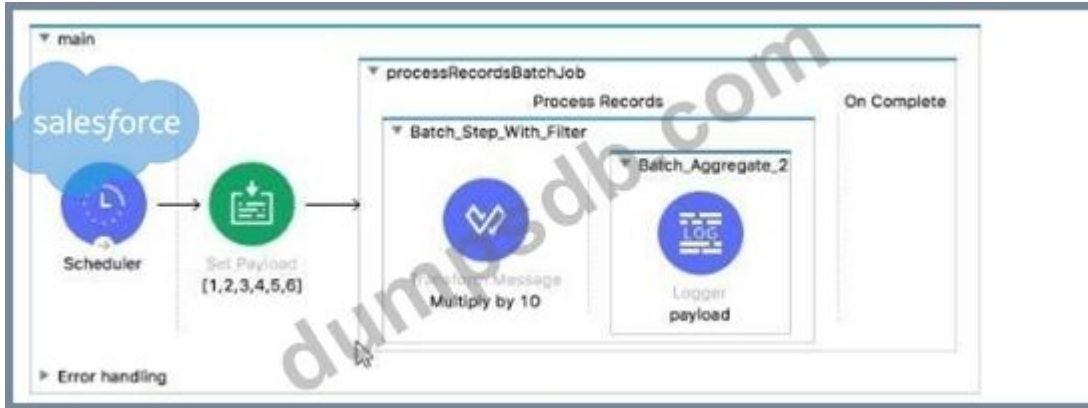 main
salesforce
processRecordsBatchJob
Process Records
On Complete
Batch_Step_With_Filter
Batch_Aggregate_2
LOG
Scheduler
Set Payload
[1,2,3,4,5,6]
Transform Message
Multiply by 10
Logger
payload
Error handling
dumpsdb.com